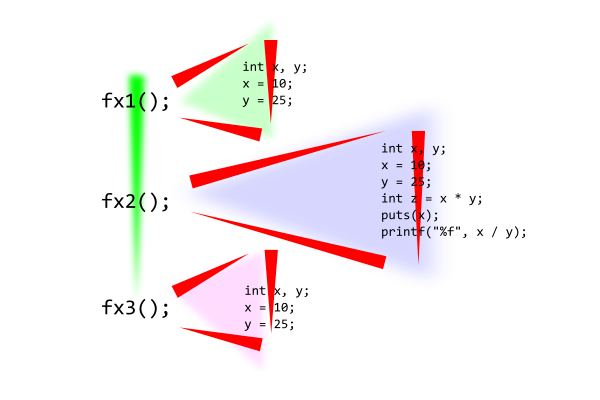 fx1();
int x, y;
x = 10;
y = 25;
fx2();
int x, y;
x = 10;
y = 25;
int z = x * y;
puts(x);
printf("%f", x / y);
fx3();
int x, y;
x = 10;
y = 25;